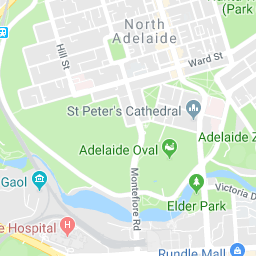 (Park
North
Adelaide
Hill St
Ward St
St Peter's Cathedral
Adelaide Oval
Adelaide Z
Gaol
Montefiore Rd
Victoria D
Elder Park
e Hospital
H
Rundle Mall